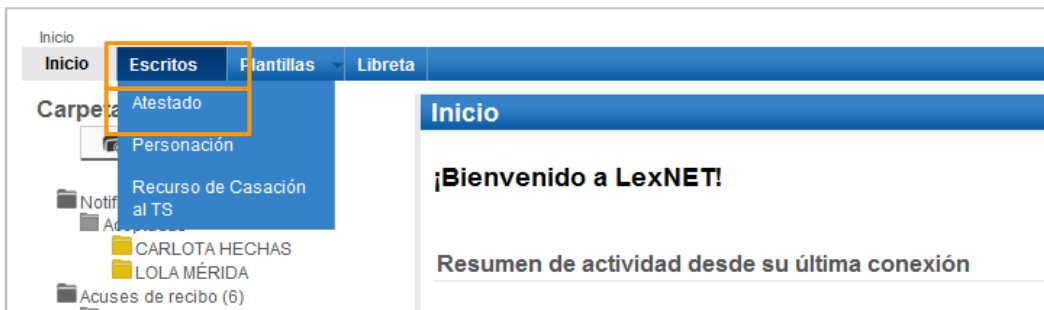 Inicio
Inicio Escritos Plantillas Libreta
Atestado
Personación
Recurso de Casación
al TS
CARLOTA HECHAS
LOLA MÉRIDA
Acuses de recibo (6)
Inicio
¡Bienvenido a LexNET!
Resumen de actividad desde su última conexión